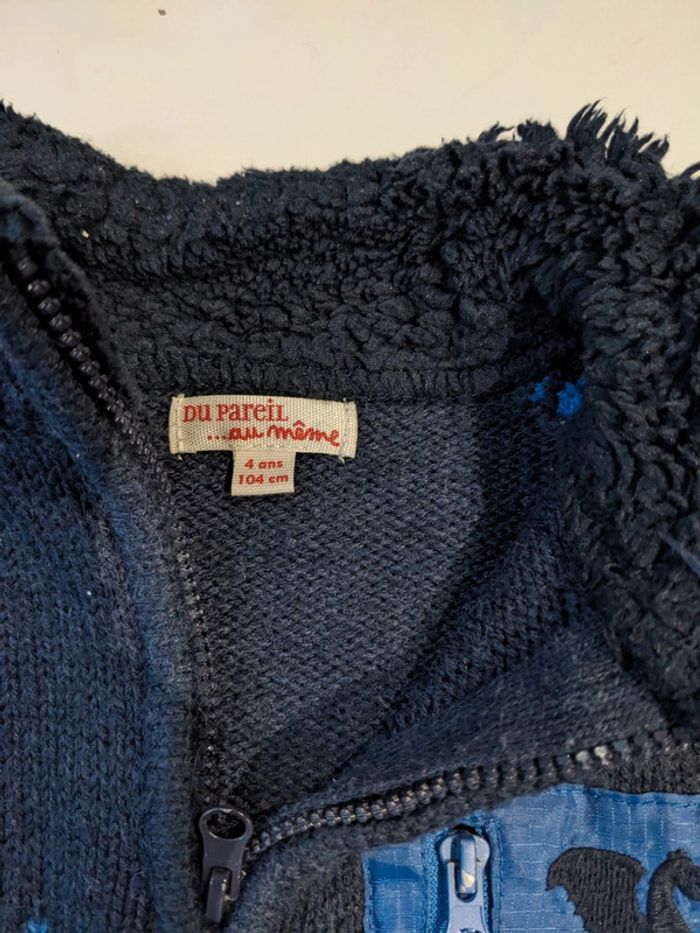 DU PAREIL
...au même
4 ans
104 cm